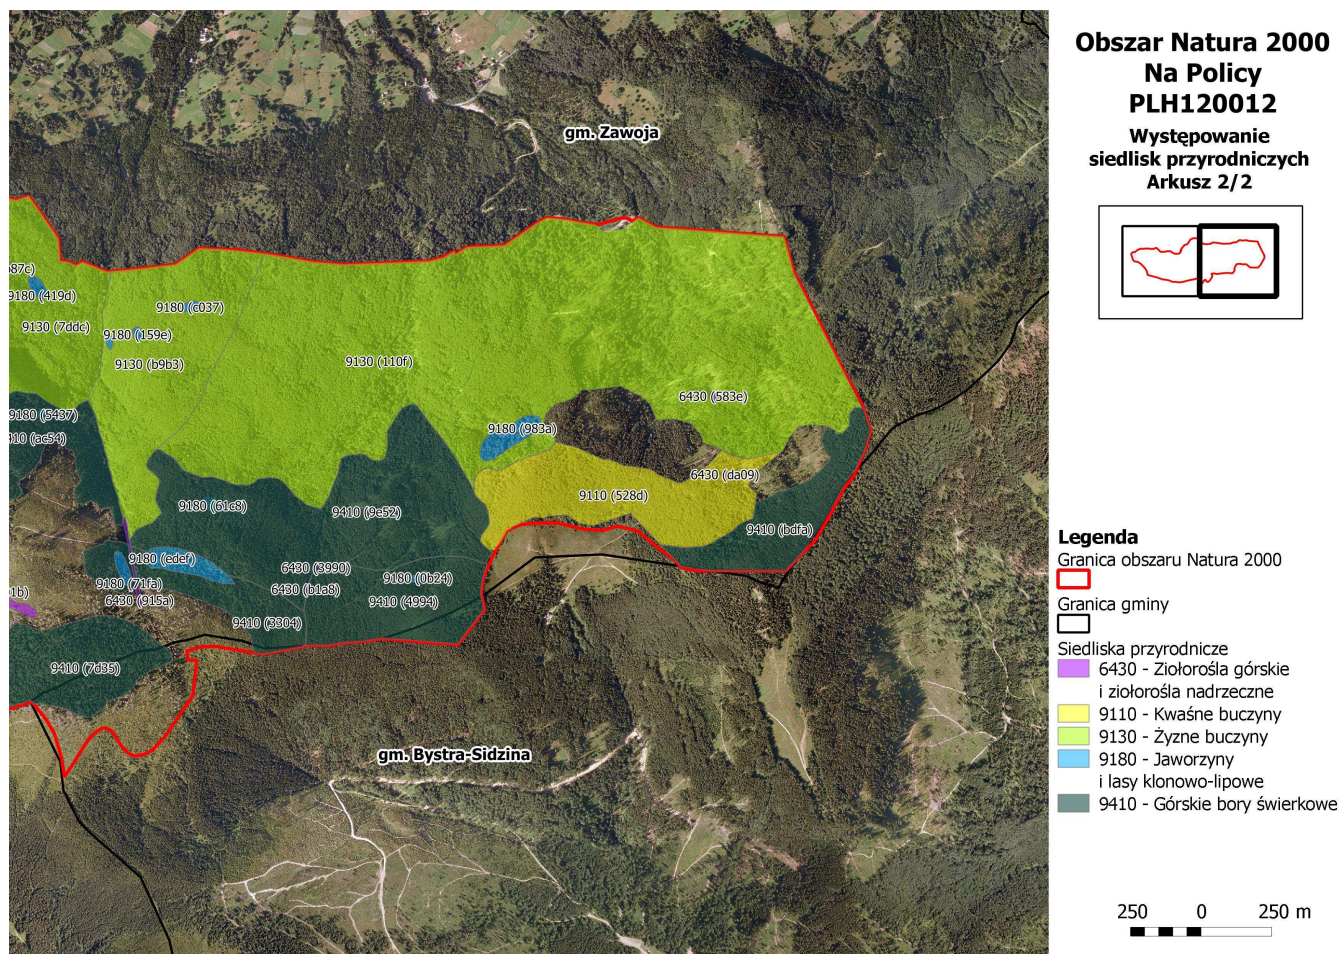 Obszar Natura 2000
Na Policy
PLH120012
Występowanie
siedlisk przyrodniczych
Arkusz 2/2
gm. Zawoja
9180 (419d)
9180 (c037)
9130 (7ddc)
9180 (159e)
9130 (b9b3)
9130 (110f)
6430 (583e)
9180 (5437)
9180 (983a)
6430 (da09)
9110 (528d)
9180 (61c8)
9410 (9e52)
9410 (bdfa)
9180 (edef)
6430 (3990)
9180 (0b24)
9180 (71fa)
6430 (b1a8)
6430 (915a)
9410 (4994)
9410 (3304)
9410 (7d35)
gm. Bystra-Sidzina
Legenda
Granica obszaru Natura 2000
Granica gminy
Siedliska przyrodnicze
6430 - Ziołorośla górskie
i ziołorośla nadrzeczne
9110 - Kwaśne buczyny
9130 - Żyzne buczyny
9180 - Jaworzyny
i lasy klonowo-lipowe
9410 - Górskie bory świerkowe
250 0 250 m